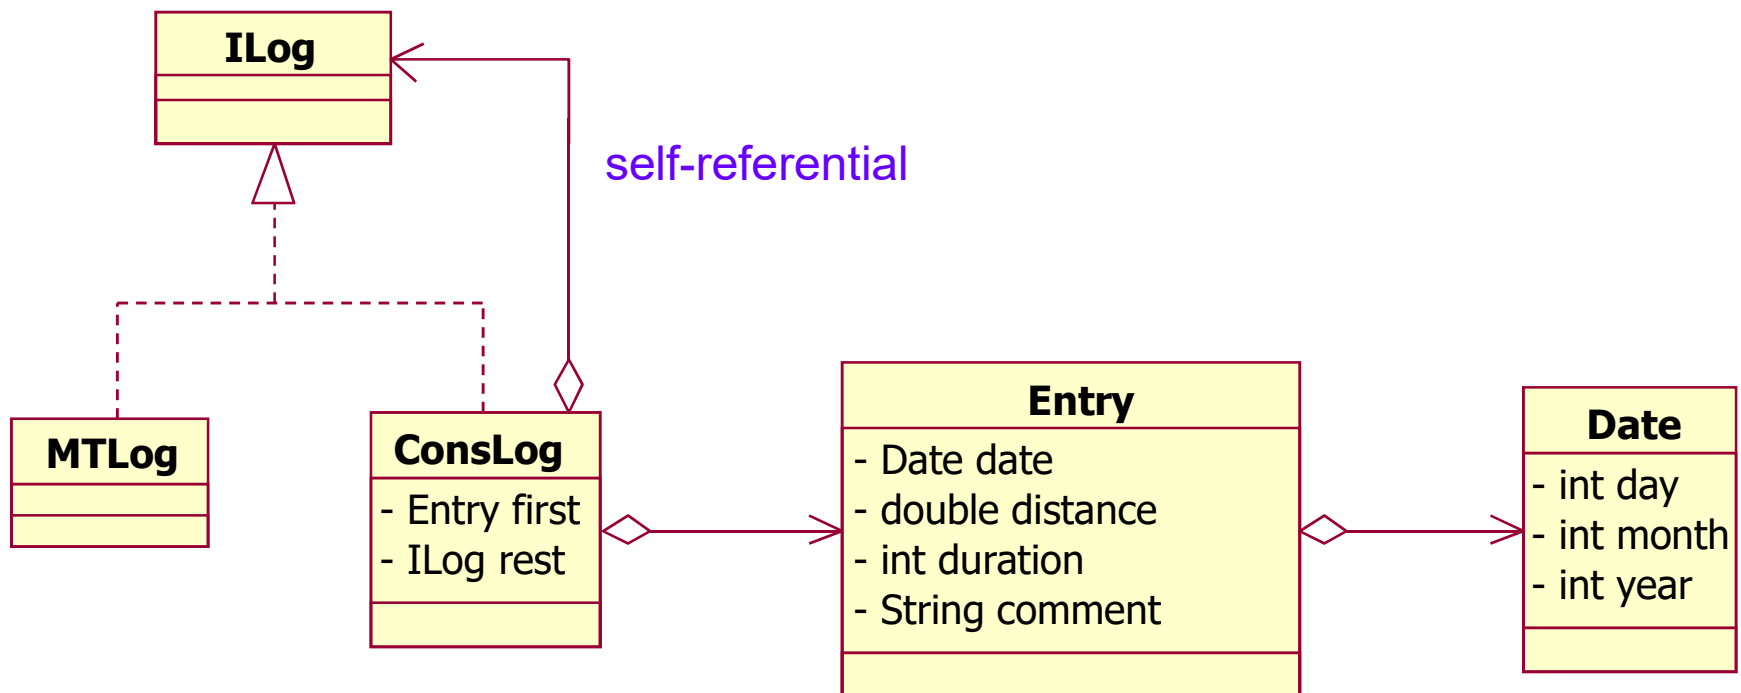 ILog
self-referential
MTLog
ConsLog
- Entry first
- ILog rest
Entry
- Date date
- double distance
- int duration
- String comment
Date
- int day
- int month
- int year